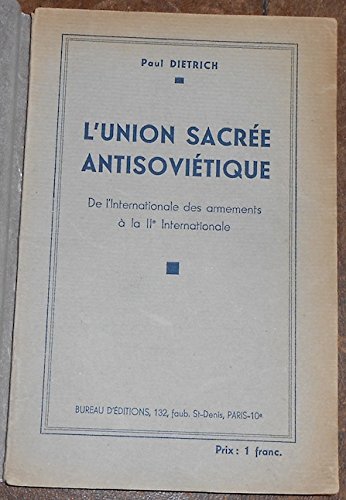 Paul DIETRICH
L'UNION SACRÉE
ANTISOVIÉTIQUE
De l'Internationale des armements
à la IIᵉ Internationale
BUREAU D'ÉDITIONS, 132, faub. St-Denis, PARIS-10ᵉ
Prix : 1 franc.